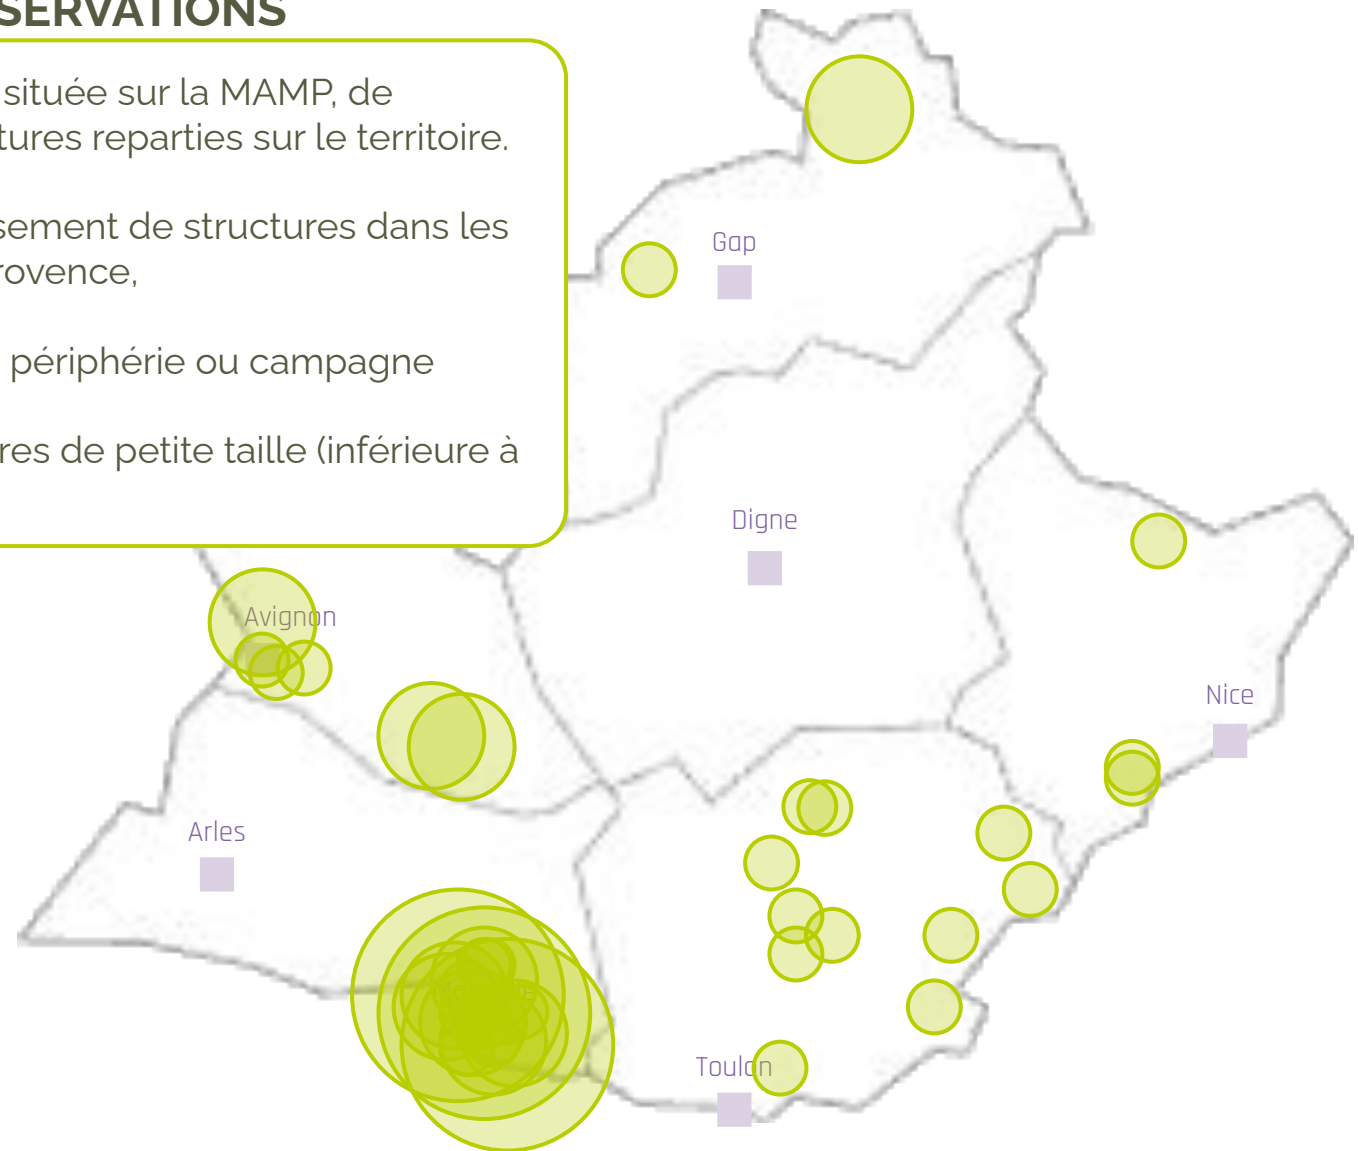 SERVATIONS
située sur la MAMP, de
tures reparties sur le territoire.
sement de structures dans les
rovence,
périphérie ou campagne
res de petite taille (inférieure à
Gap
Digne
Avignon
Nice
Arles
Toulon